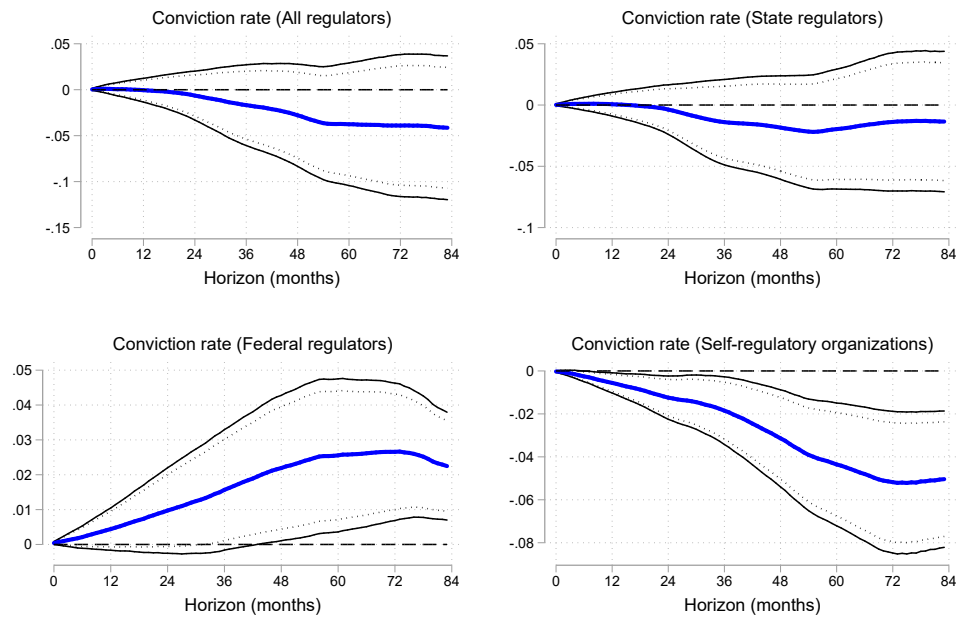 Conviction rate (All regulators)
.05
0
-.05
-.1
-.15
0 12 24 36 48 60 72 84
Horizon (months)
Conviction rate (State regulators)
.05
0
-.05
-.1
0 12 24 36 48 60 72 84
Horizon (months)
Conviction rate (Federal regulators)
.05
.04
.03
.02
.01
0
0 12 24 36 48 60 72 84
Horizon (months)
Conviction rate (Self-regulatory organizations)
0
-.02
-.04
-.06
-.08
0 12 24 36 48 60 72 84
Horizon (months)